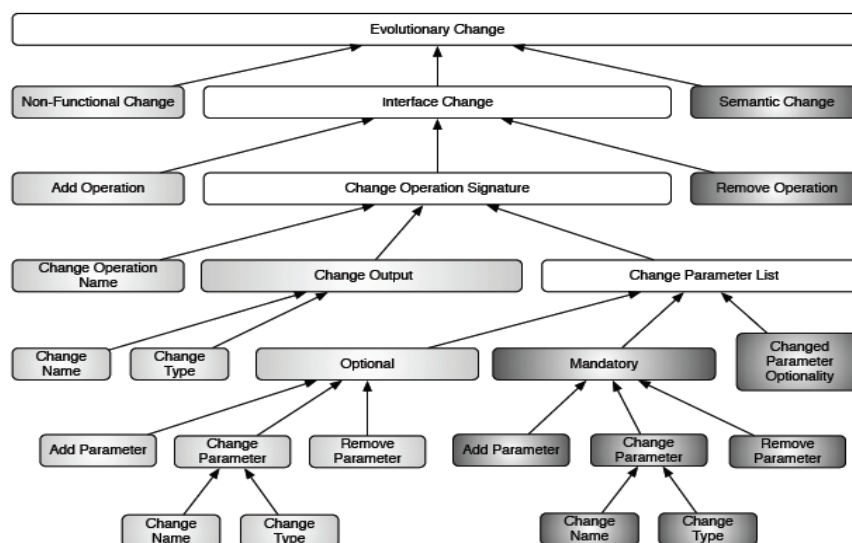 Evolutionary Change
Non-Functional Change
Interface Change
Semantic Change
Add Operation
Change Operation Signature
Remove Operation
Change Operation
Name
Change Output
Change Parameter List
Change
Name
Change
Type
Optional
Mandatory
Changed
Parameter
Optionality
Add Parameter
Change
Parameter
Remove
Parameter
Add Parameter
Change
Parameter
Remove
Parameter
Change
Name
Change
Type
Change
Name
Change
Type